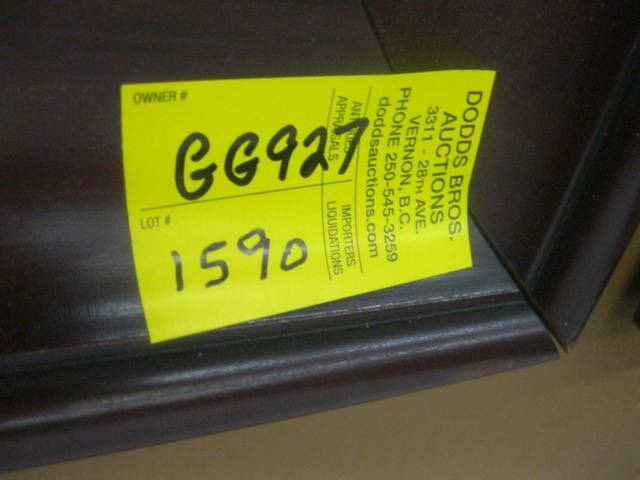 OWNER #
GG927
LOT #
1590
ANTIQUES
APPRAISALS
IMPORTERS
LIQUIDATIONS
DODDS BROS.
AUCTIONS
3311 - 28TH AVE.
VERNON, B.C.
PHONE 250-545-3259
doddsauctions.com